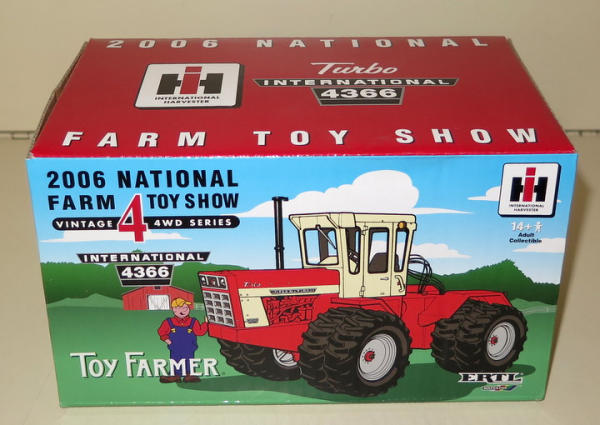 2006 NATIONAL
Turbo
INTERNATIONAL
4366
INTERNATIONAL
HARVESTER
FARM TOY SHOW
2006 NATIONAL
FARM 4 TOY SHOW
VINTAGE 4WD SERIES
INTERNATIONAL
4366
INTERNATIONAL
HARVESTER
14+
Adult
Collectible
TOY FARMER
ERTL